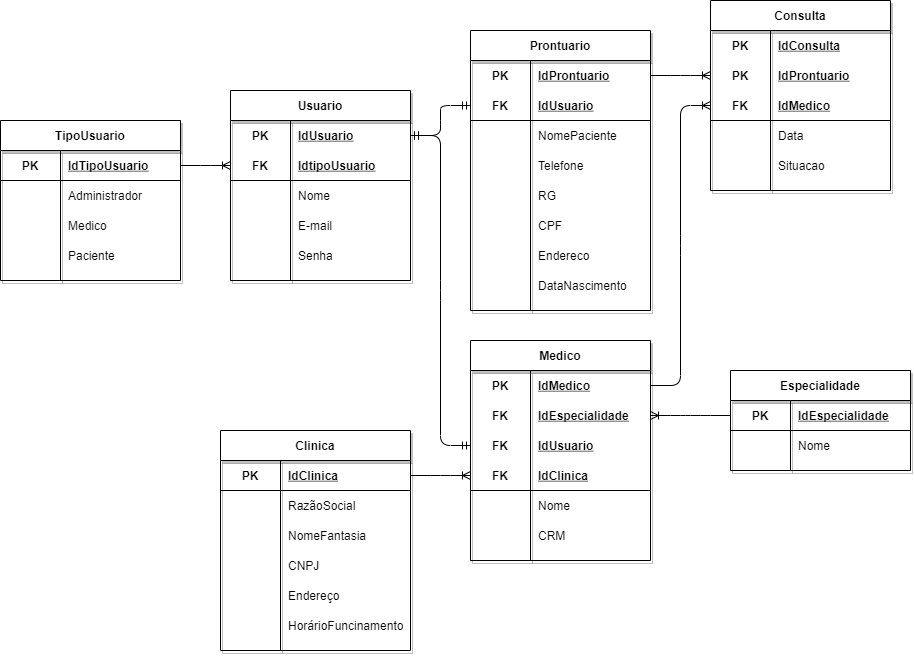 TipoUsuario
PK IdTipoUsuario
Administrador
Medico
Paciente
Usuario
PK IdUsuario
FK IdtipoUsuario
Nome
E-mail
Senha
Prontuario
PK IdProntuario
FK IdUsuario
NomePaciente
Telefone
RG
CPF
Endereco
DataNascimento
Consulta
PK IdConsulta
PK IdProntuario
FK IdMedico
Data
Situacao
Clinica
PK IdClinica
RazãoSocial
NomeFantasia
CNPJ
Endereço
HorárioFuncinamento
Medico
PK IdMedico
FK IdEspecialidade
FK IdUsuario
FK IdClinica
Nome
CRM
Especialidade
PK IdEspecialidade
Nome